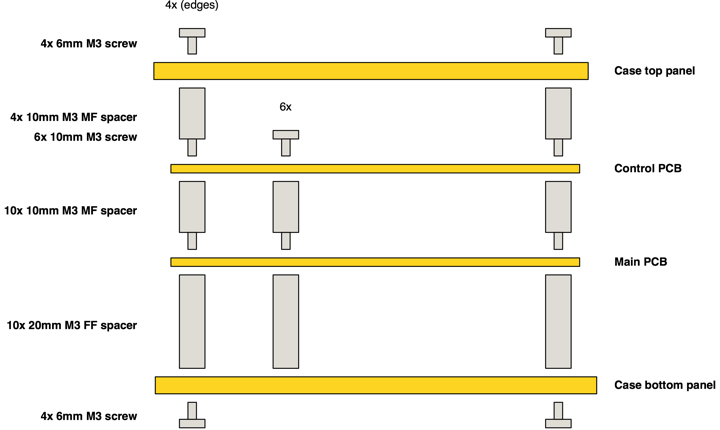 4x (edges)
4x 6mm M3 screw
Case top panel
4x 10mm M3 MF spacer
6x
6x 10mm M3 screw
Control PCB
10x 10mm M3 MF spacer
Main PCB
10x 20mm M3 FF spacer
Case bottom panel
4x 6mm M3 screw